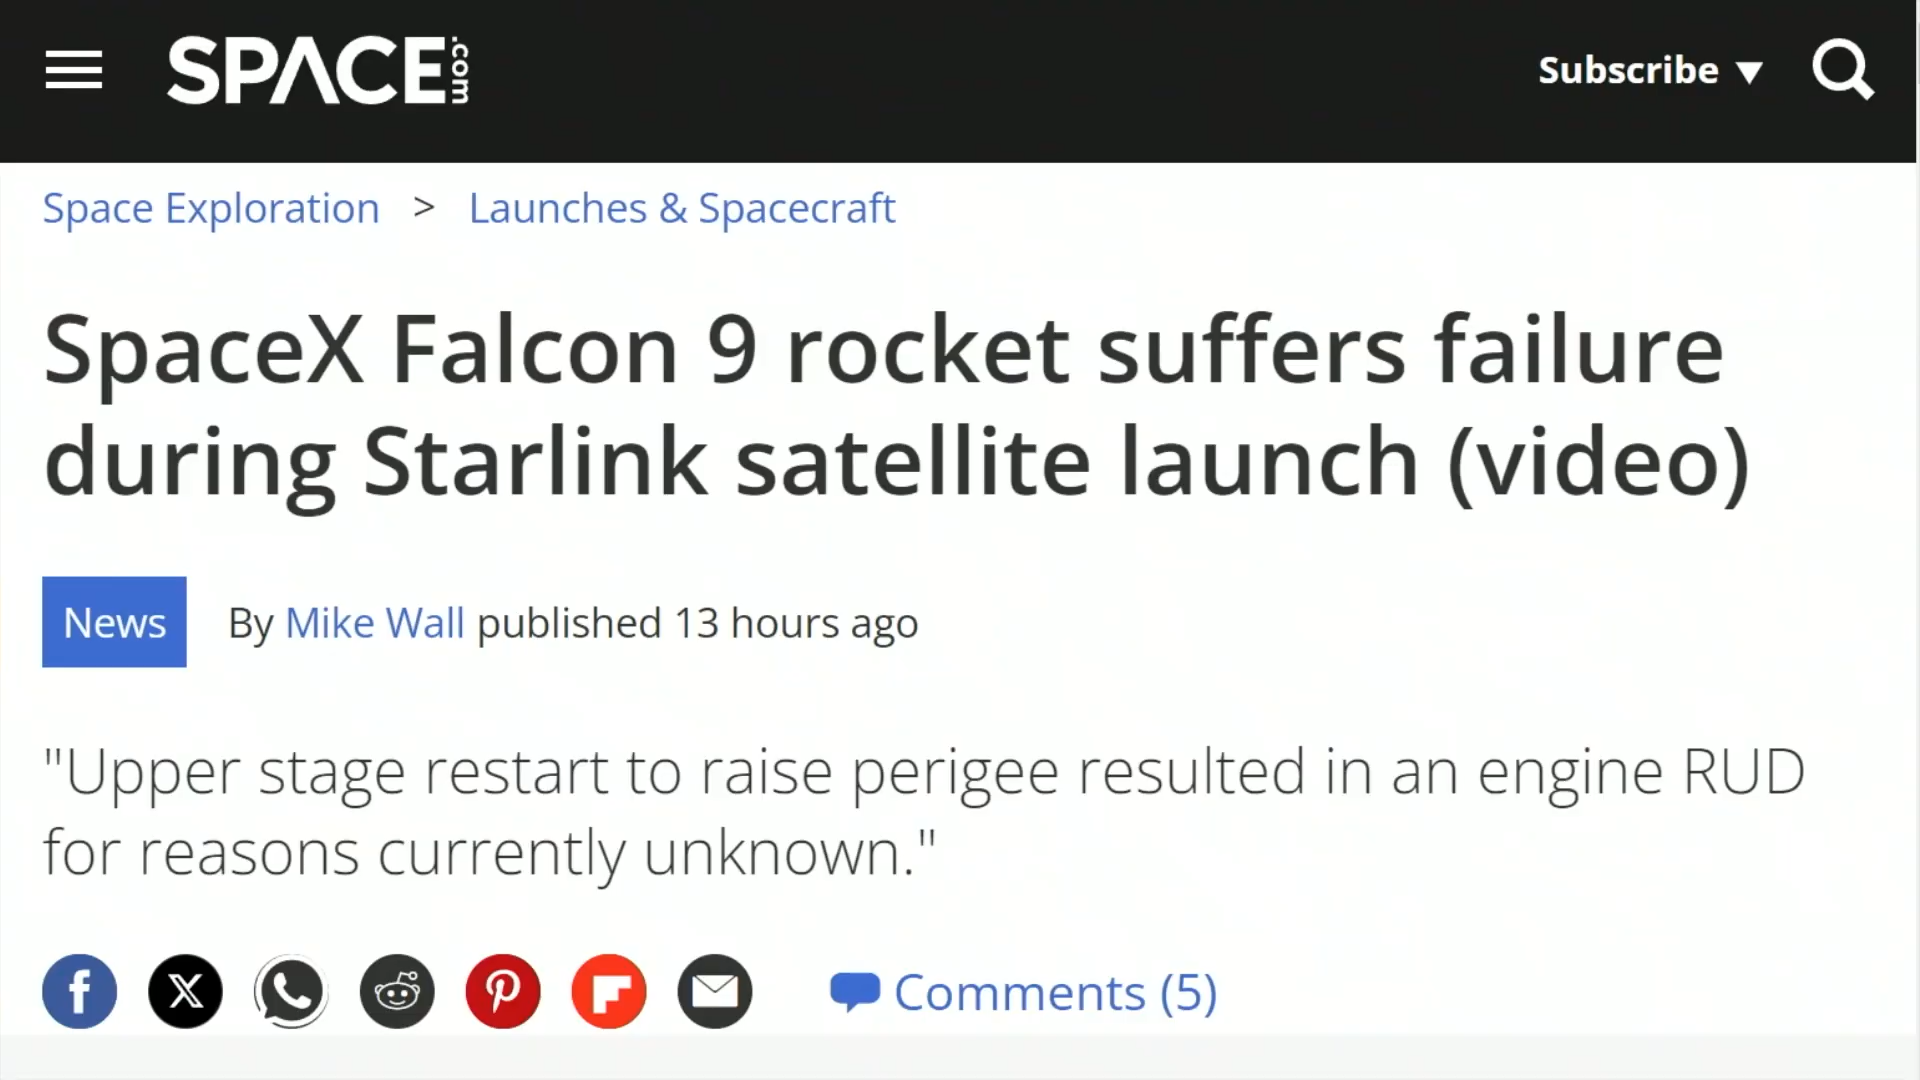 SPACE.com
Subscribe ▼
Space Exploration > Launches & Spacecraft
SpaceX Falcon 9 rocket suffers failure
during Starlink satellite launch (video)
News By Mike Wall published 13 hours ago
"Upper stage restart to raise perigee resulted in an engine RUD
for reasons currently unknown."
Comments (5)